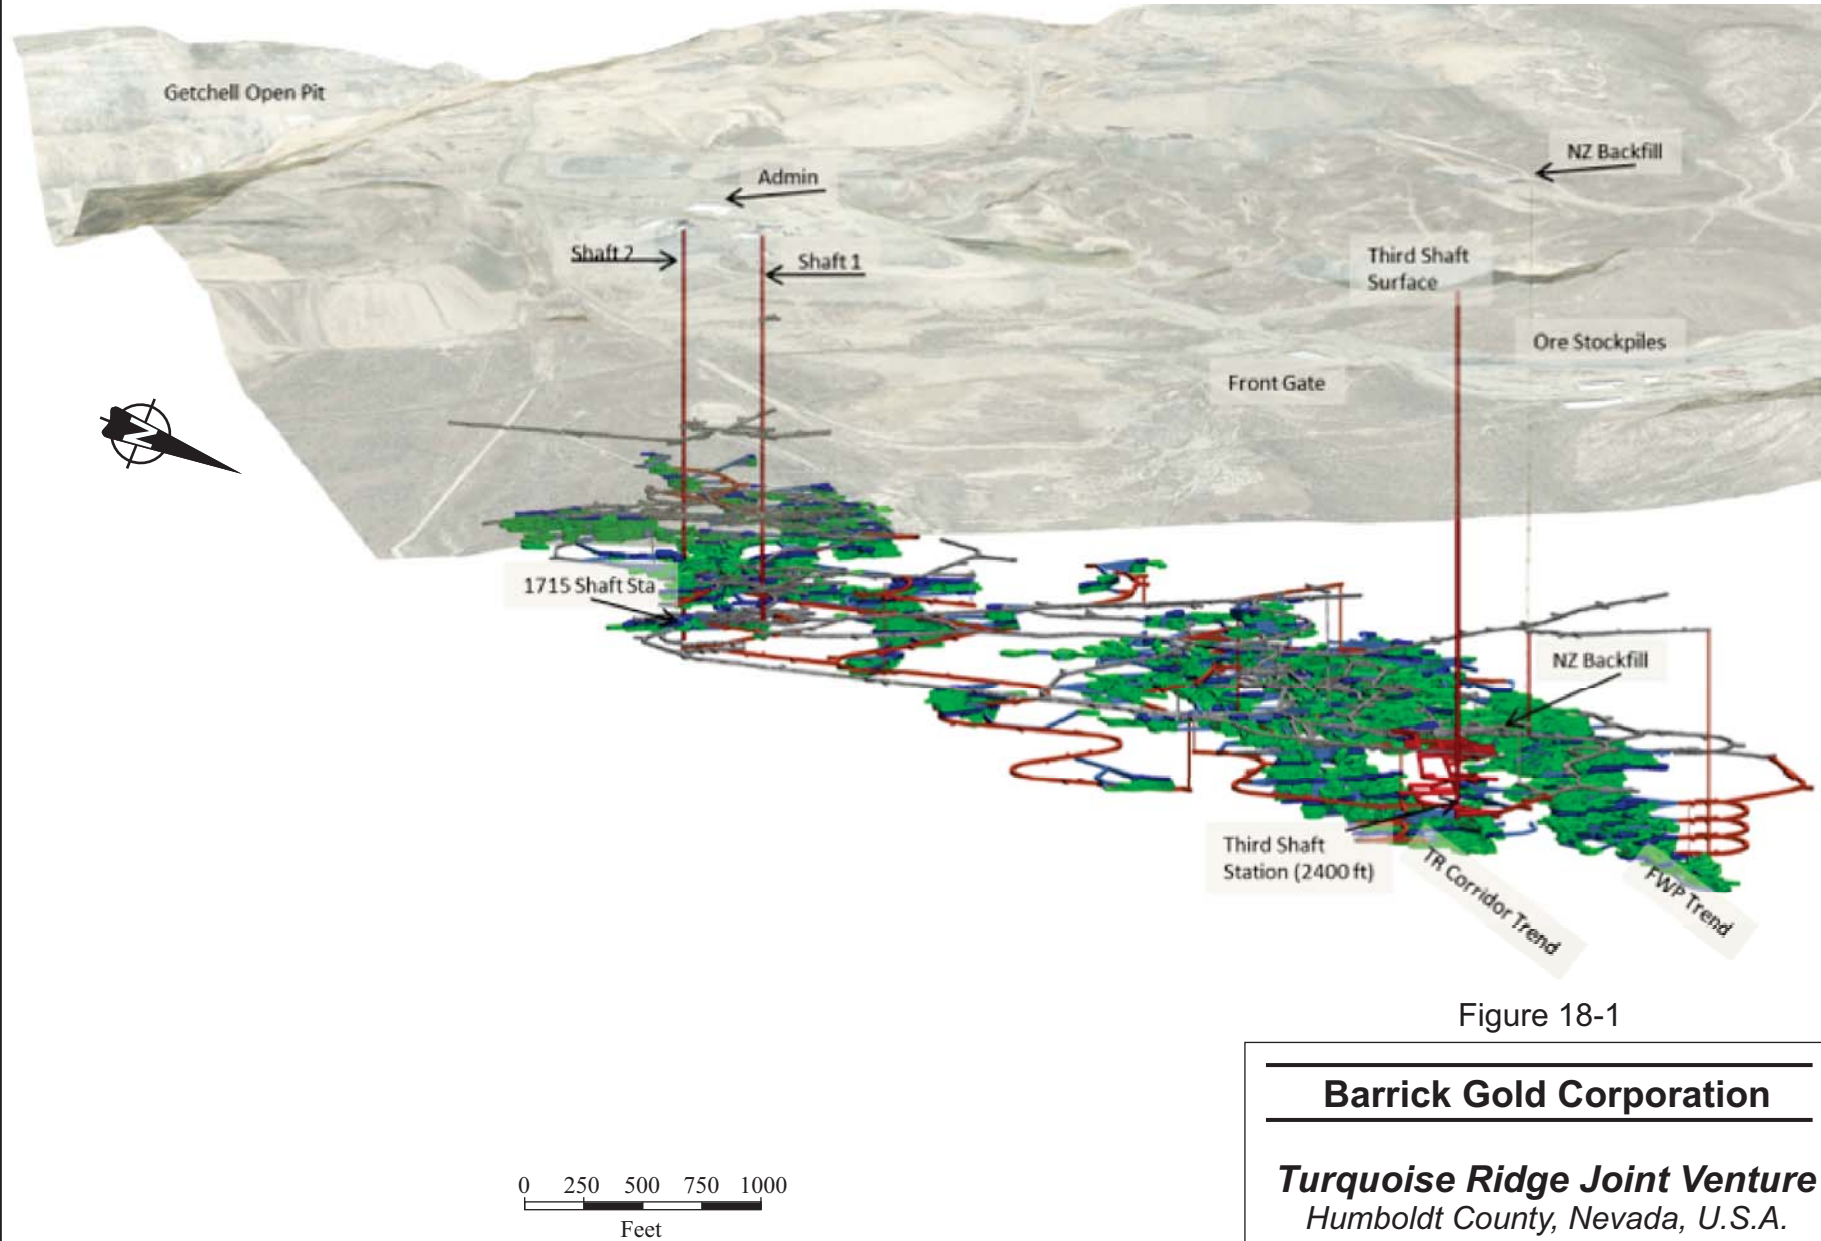 Getchell Open Pit
Admin
NZ Backfill
Shaft 2
Shaft 1
Third Shaft
Surface
Ore Stockpiles
Front Gate
N
1715 Shaft Sta
NZ Backfill
Third Shaft
Station (2400 ft)
TR Corridor Trend
FWP Trend
Figure 18-1
Barrick Gold Corporation
Turquoise Ridge Joint Venture
Humboldt County, Nevada, U.S.A.
0 250 500 750 1000
Feet